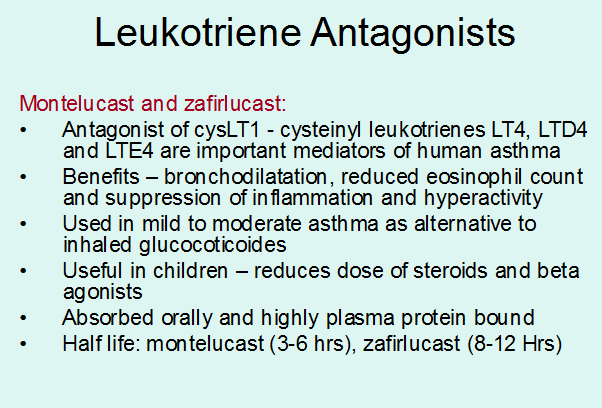 Leukotriene Antagonists
Montelucast and zafirlucast:
• Antagonist of cysLT1 - cysteinyl leukotrienes LT4, LTD4
and LTE4 are important mediators of human asthma
• Benefits – bronchodilatation, reduced eosinophil count
and suppression of inflammation and hyperactivity
• Used in mild to moderate asthma as alternative to
inhaled glucocoticoides
• Useful in children – reduces dose of steroids and beta
agonists
• Absorbed orally and highly plasma protein bound
• Half life: montelucast (3-6 hrs), zafirlucast (8-12 Hrs)